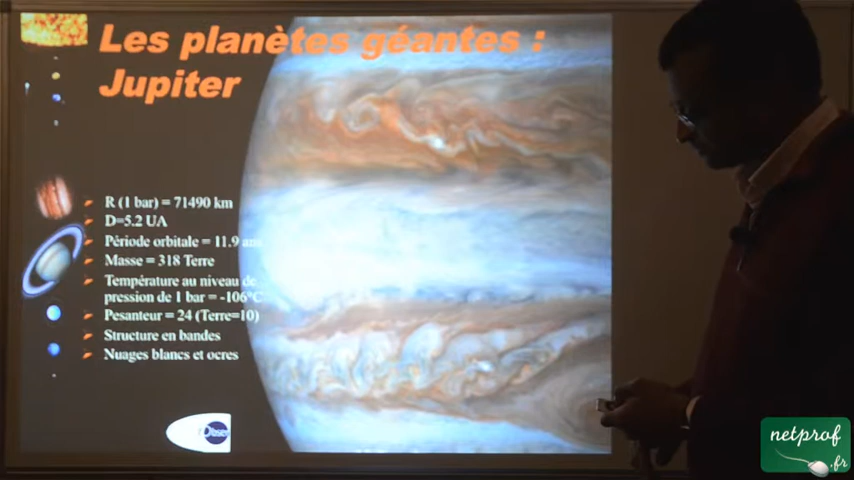 Les planètes géantes :
Jupiter
R (1 bar) = 71490 km
D=5.2 UA
Période orbitale = 11.9 ans
Masse = 318 Terre
Température au niveau de
pression de 1 bar = -106°C
Pesanteur = 24 (Terre=10)
Structure en bandes
Nuages blancs et ocres
netprof
.fr